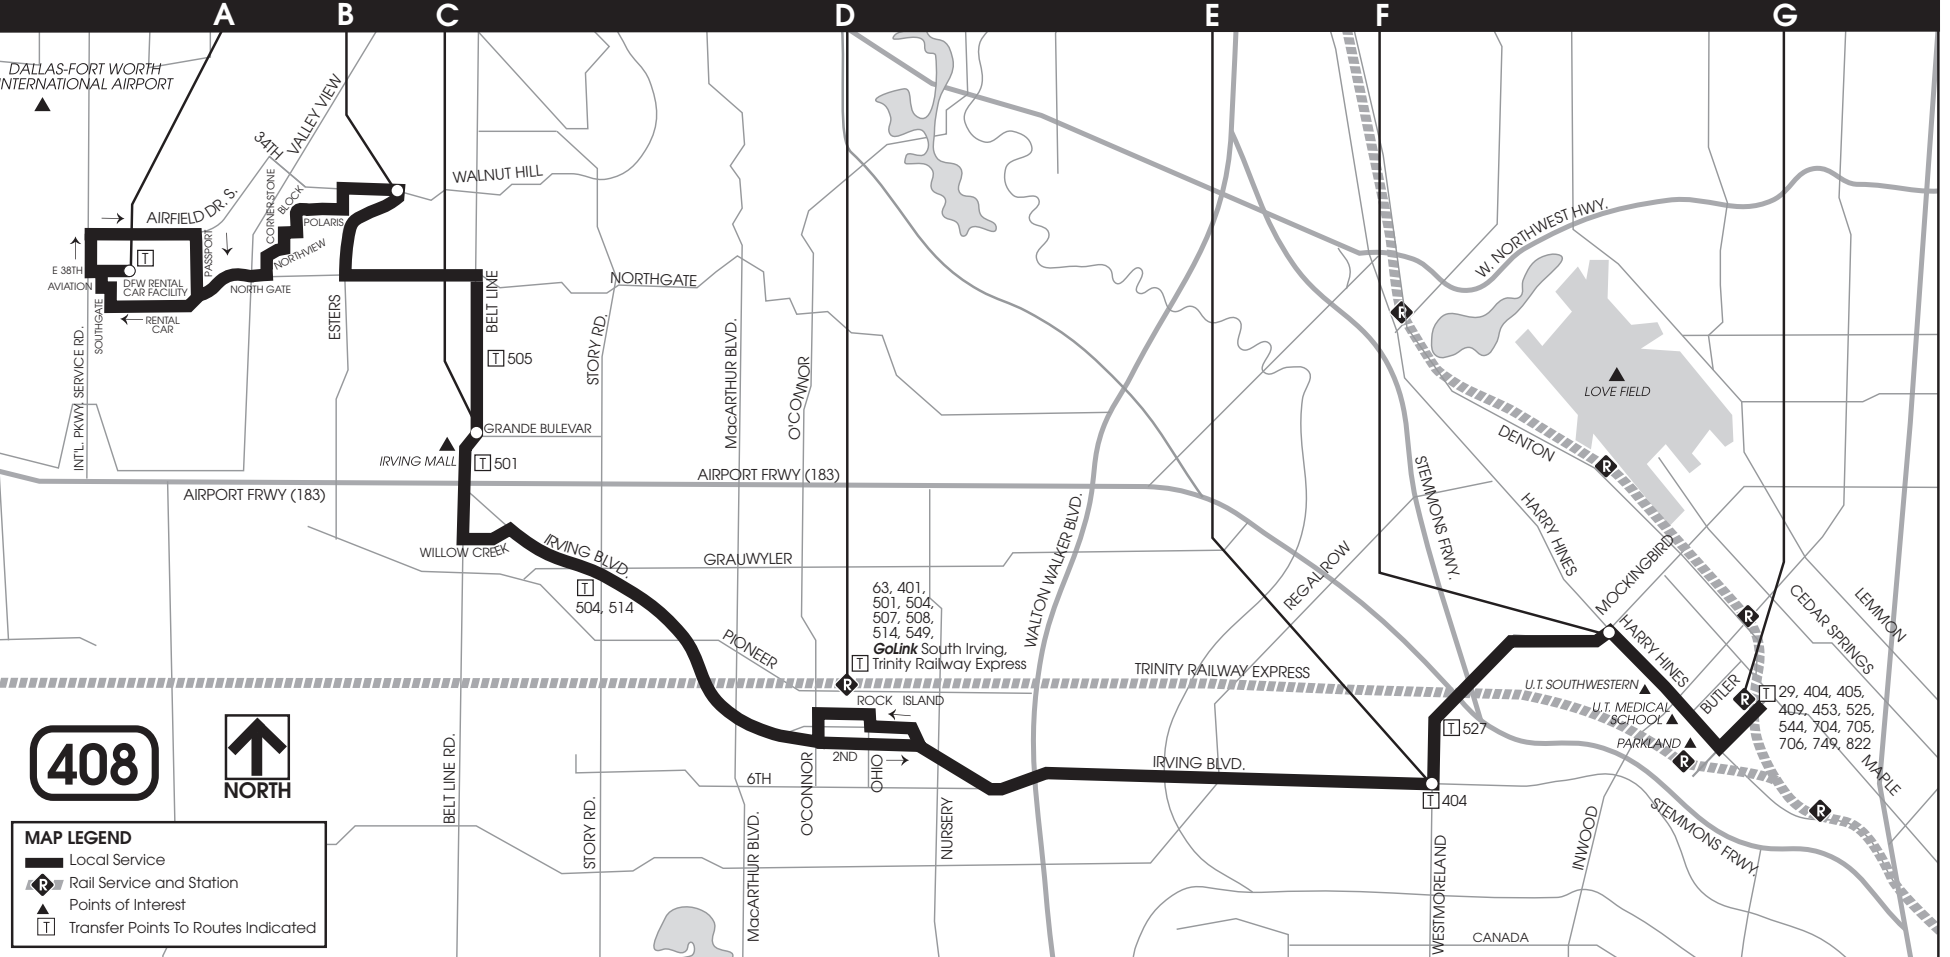 A B C D E F G
DALLAS-FORT WORTH
INTERNATIONAL AIRPORT
34TH
VALLEY VIEW
WALNUT HILL
AIRFIELD DR. S.
CORNERSTONE
BLOCK
POLARIS
PASSPORT
NORTHVIEW
T
E 38TH
AVIATION
DFW RENTAL
CAR FACILITY
NORTH GATE
RENTAL
CAR
SOUTHGATE
INT'L. PKWY. SERVICE RD.
ESTERS
BELT LINE
NORTHGATE
T 505
STORY RD.
MacARTHUR BLVD.
O'CONNOR
GRANDE BULEVAR
IRVING MALL
T 501
AIRPORT FRWY (183)
AIRPORT FRWY (183)
WILLOW CREEK
IRVING BLVD.
GRAUWYLER
T
504, 514
PIONEER
63, 401,
501, 504,
507, 508,
514, 549,
GoLink South Irving,
T Trinity Railway Express
R
ROCK ISLAND
2ND
OHIO
6TH
O'CONNOR
NURSERY
BELT LINE RD.
STORY RD.
MacARTHUR BLVD.
WALTON WALKER BLVD.
TRINITY RAILWAY EXPRESS
IRVING BLVD.
REGAL ROW
W. NORTHWEST HWY.
R
LOVE FIELD
DENTON
R
STEMMONS FRWY.
HARRY HINES
MOCKINGBIRD
HARRY HINES
R
CEDAR SPRINGS
LEMMON
U.T. SOUTHWESTERN
U.T. MEDICAL
SCHOOL
PARKLAND
BUTLER
R
T 29, 404, 405,
409, 453, 525,
544, 704, 705,
706, 749, 822
T 527
R
MAPLE
R
T 404
STEMMONS FRWY.
INWOOD
WESTMORELAND
CANADA
408
NORTH
MAP LEGEND
Local Service
R Rail Service and Station
Points of Interest
T Transfer Points To Routes Indicated